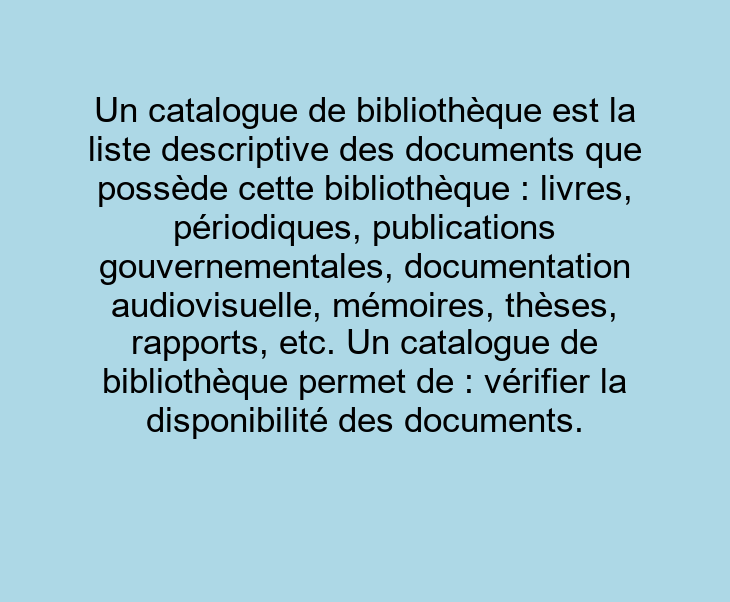 Un catalogue de bibliothèque est la
liste descriptive des documents que
possède cette bibliothèque : livres,
périodiques, publications
gouvernementales, documentation
audiovisuelle, mémoires, thèses,
rapports, etc. Un catalogue de
bibliothèque permet de : vérifier la
disponibilité des documents.